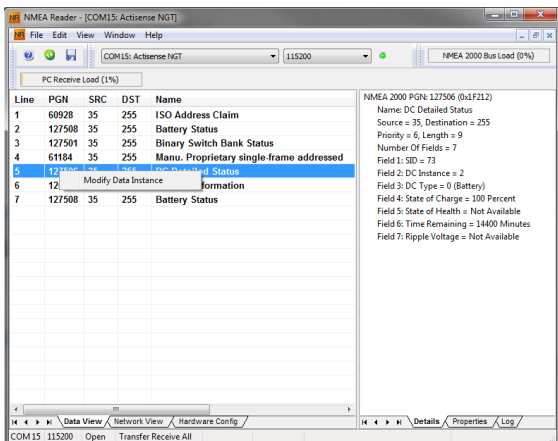 NMEA Reader - [COM15: Actisense NGT]
File Edit View Window Help
COM15: Actisense NGT 115200 NMEA 2000 Bus Load (0%)
PC Receive Load (1%)
Line PGN SRC DST Name
1 60928 35 255 ISO Address Claim
2 127508 35 255 Battery Status
3 127501 35 255 Binary Switch Bank Status
4 61184 35 255 Manu. Proprietary single-frame addressed
5 127506 35 255 DC Detailed Status
Modify Data Instance
6 12
7 127508 35 255 Battery Status
NMEA 2000 PGN: 127506 (0x1F212)
Name: DC Detailed Status
Source = 35, Destination = 255
Priority = 6, Length = 9
Number Of Fields = 7
Field 1: SID = 73
Field 2: DC Instance = 2
Field 3: DC Type = 0 (Battery)
Field 4: State of Charge = 100 Percent
Field 5: State of Health = Not Available
Field 6: Time Remaining = 14400 Minutes
Field 7: Ripple Voltage = Not Available
Data View Network View Hardware Config
Details Properties Log
COM15 115200 Open Transfer Receive All